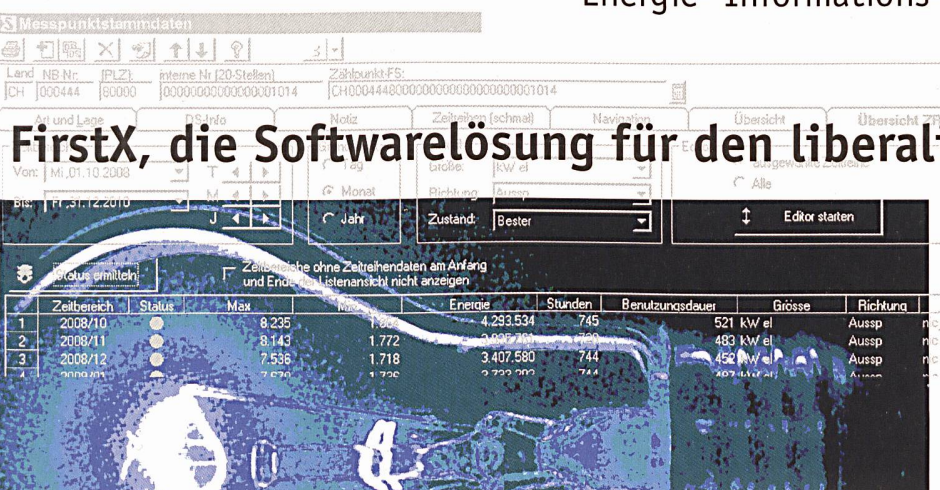 Energie Informations
Messpunktstammdaten
Land NB-Nr. (PLZ): interne Nr (20-Stellen) Zählpunkt-FS:
CH 000444 80000 00000000000000001014
Art und Lage DS-Info Notiz Zeitreihen (schmal) Navigation Übersicht Übersicht
FirstX, die Softwarelösung für den liberal
Von: Mi ,01.10.2008 T Tag Größe: kW el
Alle
M Monat Richtung Aussp
Bis: Fr ,31.12.2010 J Jahr Zustand: Bester Editor starten
Status ermitteln Zeitbereiche ohne Zeitreihendaten am Anfang
und Ende der Listenansicht nicht anzeigen
Zeitbereich Status Max Energie Stunden Benutzungsdauer Grösse Richtung
1 2008/10 8.235 4.293.534 745 521 kW el Aussp
2 2008/11 8.143 1.772 483 kW el Aussp
3 2008/12 7.536 1.718 3.407.580 744 452 kW el Aussp